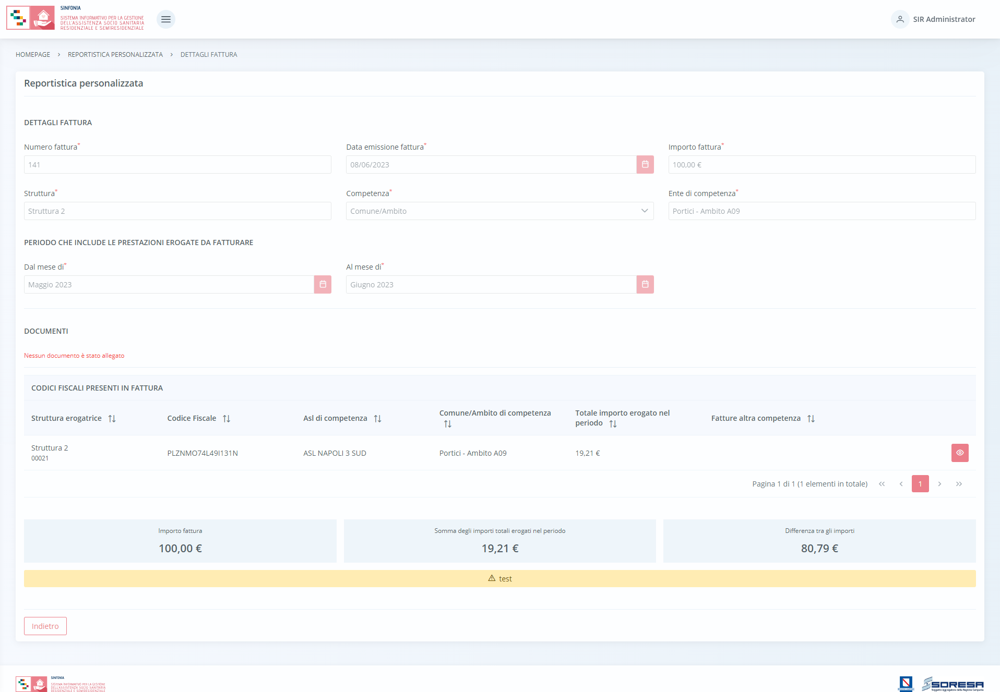 SINFONIA
SISTEMA INFORMATIVO PER LA GESTIONE
DELL'ASSISTENZA SOCIO SANITARIA
RESIDENZIALE E SEMIRESIDENZIALE
SIR Administrator
HOMEPAGE > REPORTISTICA PERSONALIZZATA > DETTAGLI FATTURA
Reportistica personalizzata
DETTAGLI FATTURA
Numero fattura* Data emissione fattura* Importo fattura*
141 08/06/2023 100,00 €
Struttura* Competenza* Ente di competenza*
Struttura 2 Comune/Ambito Portici - Ambito A09
PERIODO CHE INCLUDE LE PRESTAZIONI EROGATE DA FATTURARE
Dal mese di* Al mese di*
Maggio 2023 Giugno 2023
DOCUMENTI
Nessun documento è stato allegato
CODICI FISCALI PRESENTI IN FATTURA
Struttura erogatrice Codice Fiscale Asl di competenza Comune/Ambito di competenza Totale importo erogato nel periodo Fatture altra competenza
Struttura 2 PLZNMO74L49I131N ASL NAPOLI 3 SUD Portici - Ambito A09 19,21 €
00021
Pagina 1 di 1 (1 elementi in totale) << < 1 > >>
Importo fattura Somma degli importi totali erogati nel periodo Differenza tra gli importi
100,00 € 19,21 € 80,79 €
test
Indietro
SINFONIA
SISTEMA INFORMATIVO PER LA GESTIONE
DELL'ASSISTENZA SOCIO SANITARIA
RESIDENZIALE E SEMIRESIDENZIALE
SORESA
Soggetto Aggregatore della Regione Campania